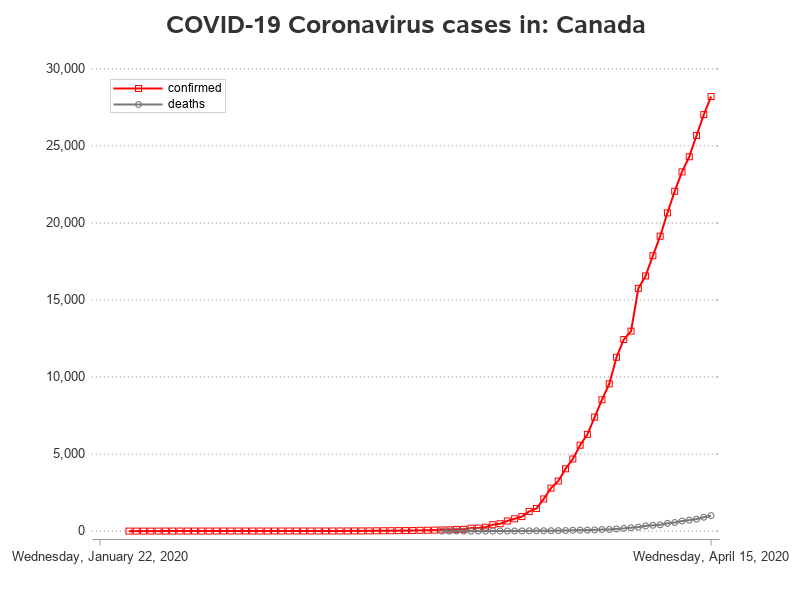 COVID-19 Coronavirus cases in: Canada
30,000
confirmed
deaths
25,000
20,000
15,000
10,000
5,000
0
Wednesday, January 22, 2020
Wednesday, April 15, 2020